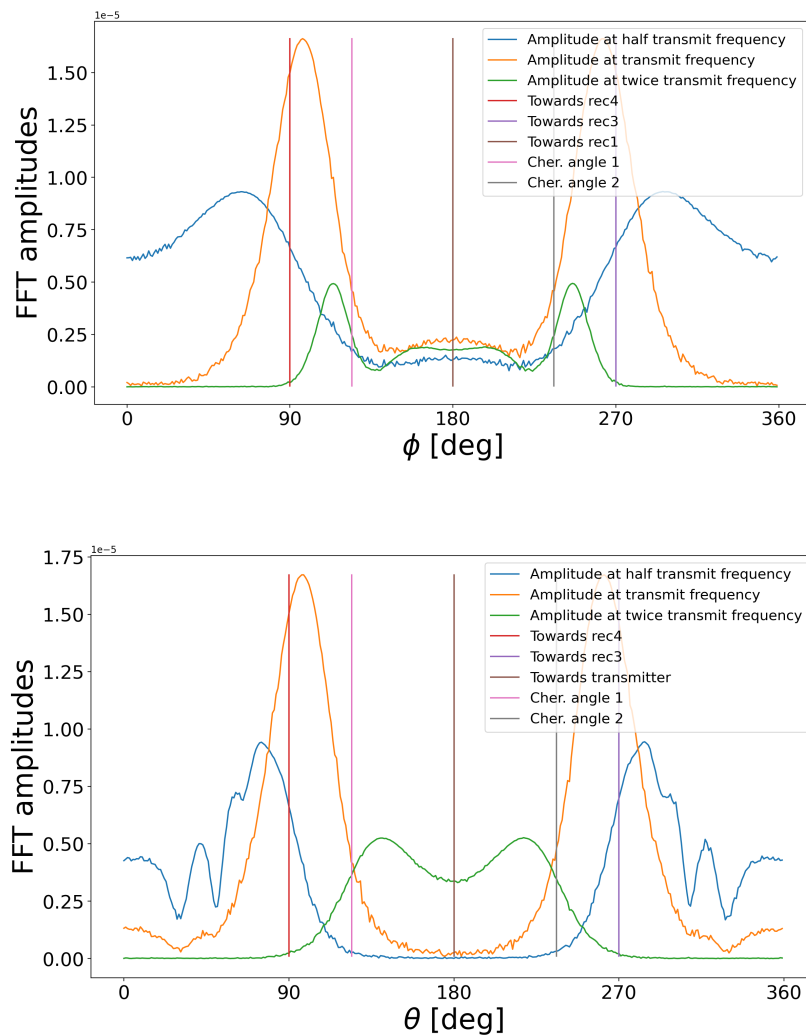 1e-5
Amplitude at half transmit frequency
Amplitude at transmit frequency
Amplitude at twice transmit frequency
Towards rec4
Towards rec3
Towards rec1
Cher. angle 1
Cher. angle 2
1.50
1.25
1.00
0.75
0.50
0.25
0.00
FFT amplitudes
0 90 180 270 360
ϕ [deg]
1e-5
Amplitude at half transmit frequency
Amplitude at transmit frequency
Amplitude at twice transmit frequency
Towards rec4
Towards rec3
Towards transmitter
Cher. angle 1
Cher. angle 2
1.75
1.50
1.25
1.00
0.75
0.50
0.25
0.00
FFT amplitudes
0 90 180 270 360
θ [deg]